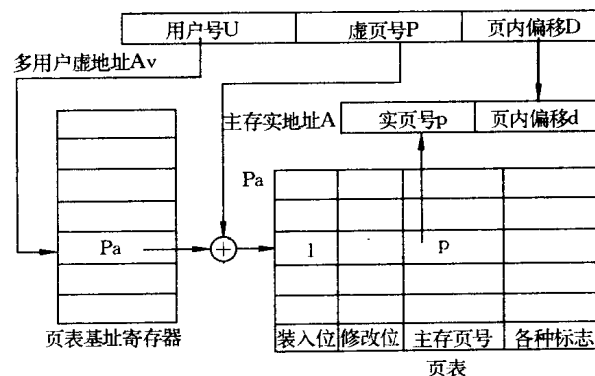 用户号U 虚页号P 页内偏移D
多用户虚地址Av
主存实地址A 实页号p 页内偏移d
Pa
Pa 1 p
装入位 修改位 主存页号 各种标志
页表基址寄存器
页表